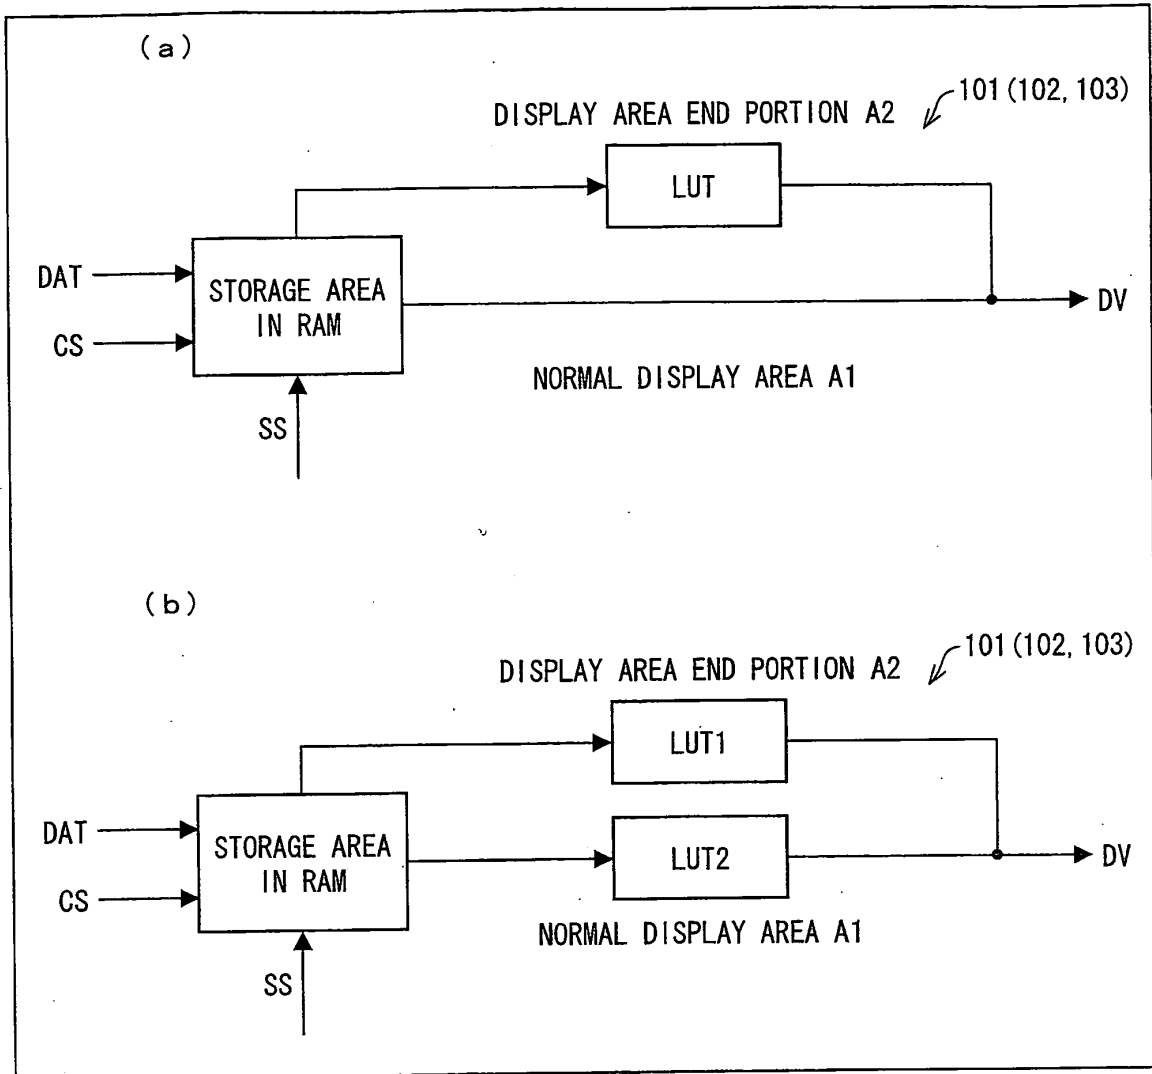 (a)
101(102, 103)
DISPLAY AREA END PORTION A2
LUT
DAT
STORAGE AREA
IN RAM
CS
DV
NORMAL DISPLAY AREA A1
SS
(b)
101(102, 103)
DISPLAY AREA END PORTION A2
LUT1
DAT
STORAGE AREA
IN RAM
LUT2
DV
CS
NORMAL DISPLAY AREA A1
SS